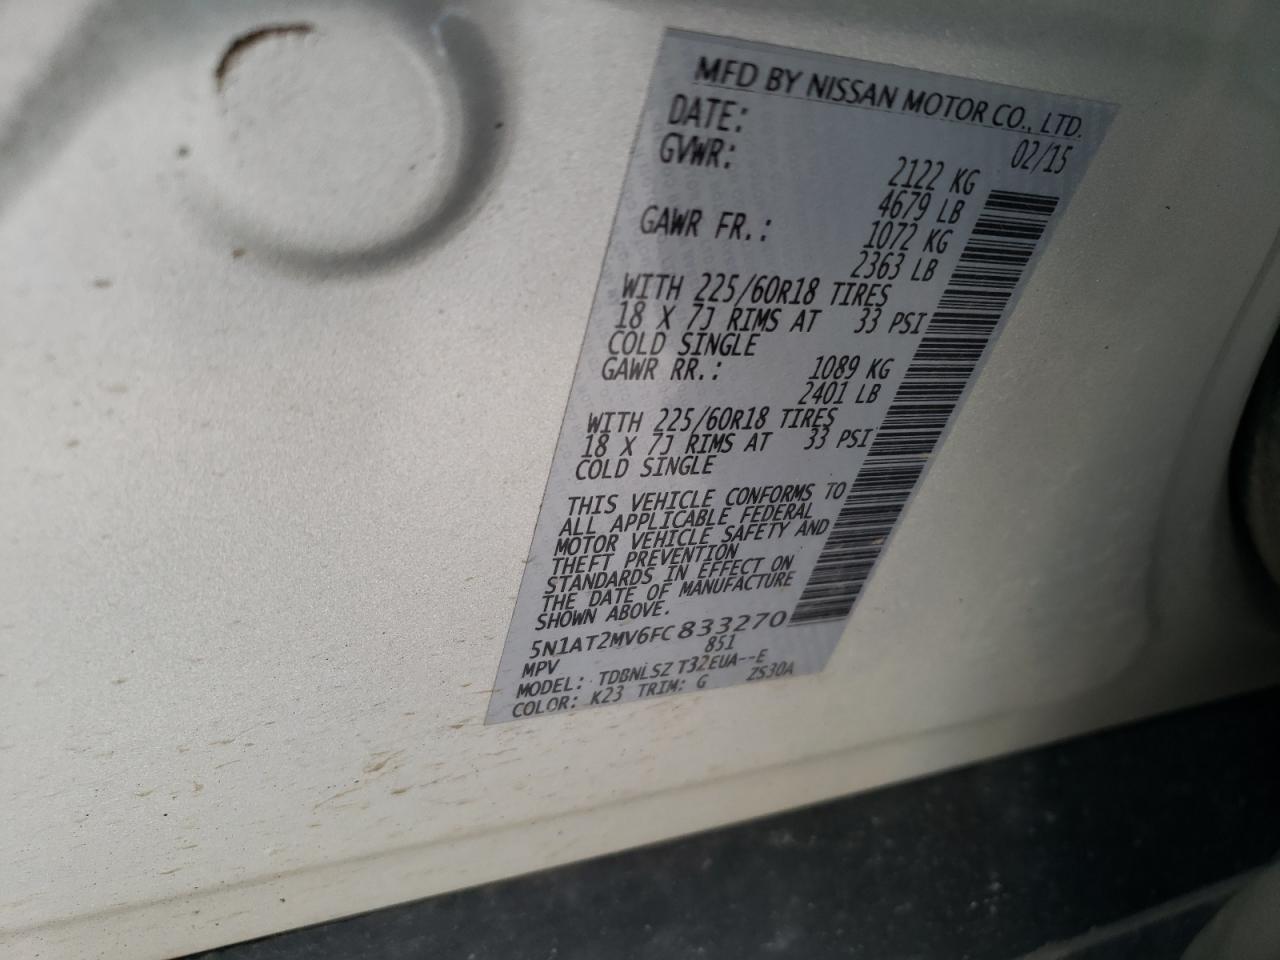 MFD BY NISSAN MOTOR CO., LTD.
DATE: 02/15
GVWR: 2122 KG
4679 LB
GAWR FR.: 1072 KG
2363 LB
WITH 225/60R18 TIRES
18 X 7J RIMS AT 33 PSI
COLD SINGLE
GAWR RR.: 1089 KG
2401 LB
WITH 225/60R18 TIRES
18 X 7J RIMS AT 33 PSI
COLD SINGLE
THIS VEHICLE CONFORMS TO
ALL APPLICABLE FEDERAL
MOTOR VEHICLE SAFETY AND
THEFT PREVENTION
STANDARDS IN EFFECT ON
THE DATE OF MANUFACTURE
SHOWN ABOVE.
5N1AT2MV6FC833270
MPV 851
MODEL: TDBNLSZ T32EUA--E
COLOR: K23 TRIM: G ZS30A